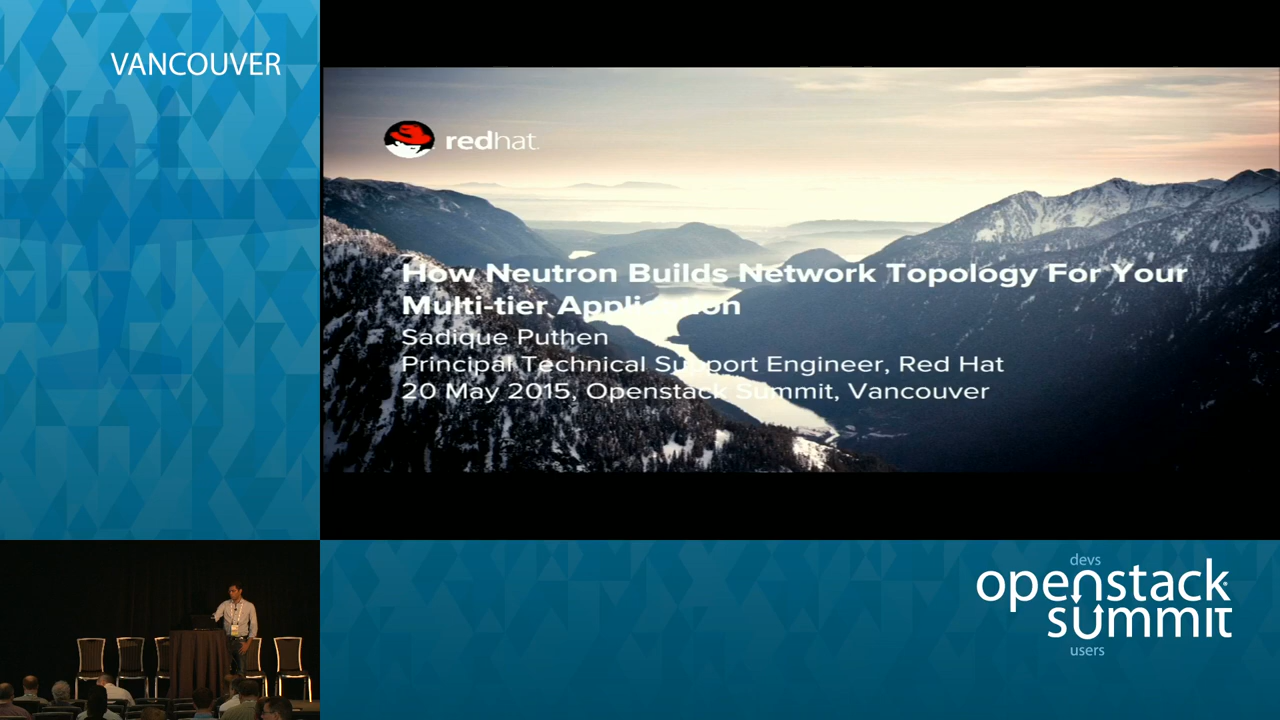 VANCOUVER
redhat.
How Neutron Builds Network Topology For Your
Multi-tier Application
Sadique Puthen
Principal Technical Support Engineer, Red Hat
20 May 2015, Openstack Summit, Vancouver
devs
openstack
summit
users